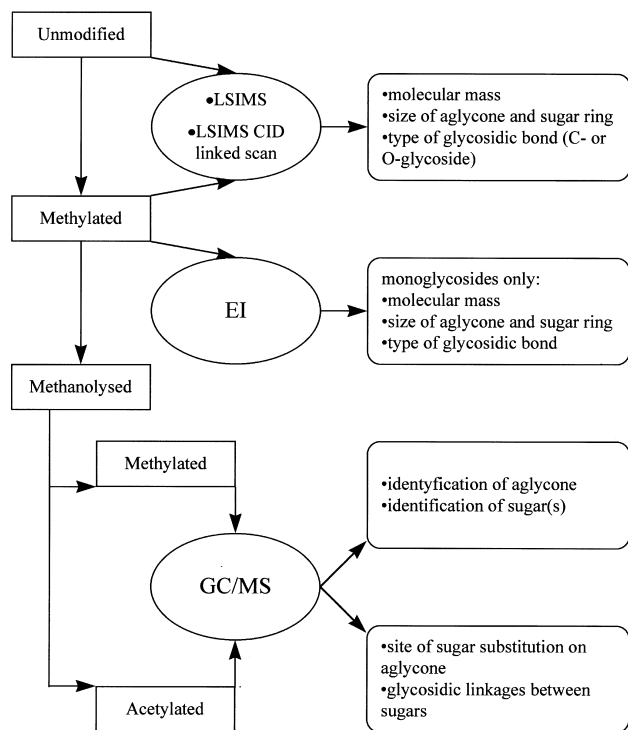 Unmodified
•LSIMS
•LSIMS CID
linked scan
•molecular mass
•size of aglycone and sugar ring
•type of glycosidic bond (C- or
O-glycoside)
Methylated
EI
monoglycosides only:
•molecular mass
•size of aglycone and sugar ring
•type of glycosidic bond
Methanolysed
Methylated
•identyfication of aglycone
•identification of sugar(s)
GC/MS
•site of sugar substitution on
aglycone
•glycosidic linkages between
sugars
Acetylated